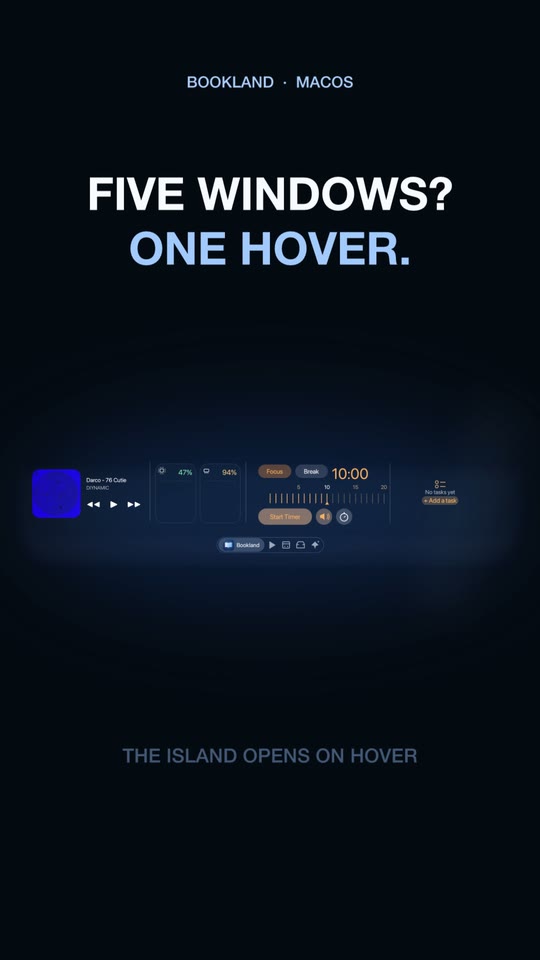 BOOKLAND · MACOS
FIVE WINDOWS?
ONE HOVER.
Darco - 76 Cutie
DIYNAMIC
47%
94%
Focus
Break
10:00
5 10 15 20
Start Timer
No tasks yet
+ Add a task
Bookland
THE ISLAND OPENS ON HOVER